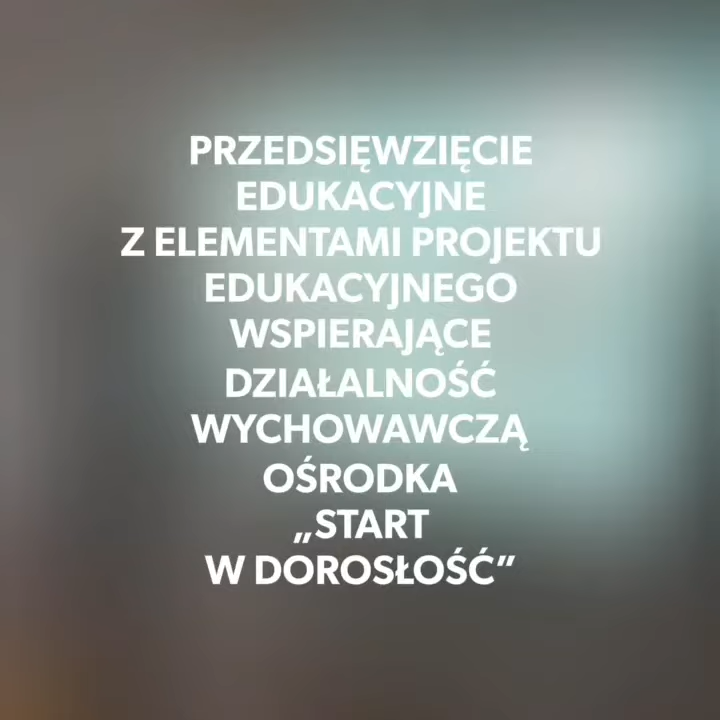 PRZEDSIĘWZIĘCIE
EDUKACYJNE
Z ELEMENTAMI PROJEKTU
EDUKACYJNEGO
WSPIERAJĄCE
DZIAŁALNOŚĆ
WYCHOWAWCZĄ
OŚRODKA
„START
W DOROSŁOŚĆ”